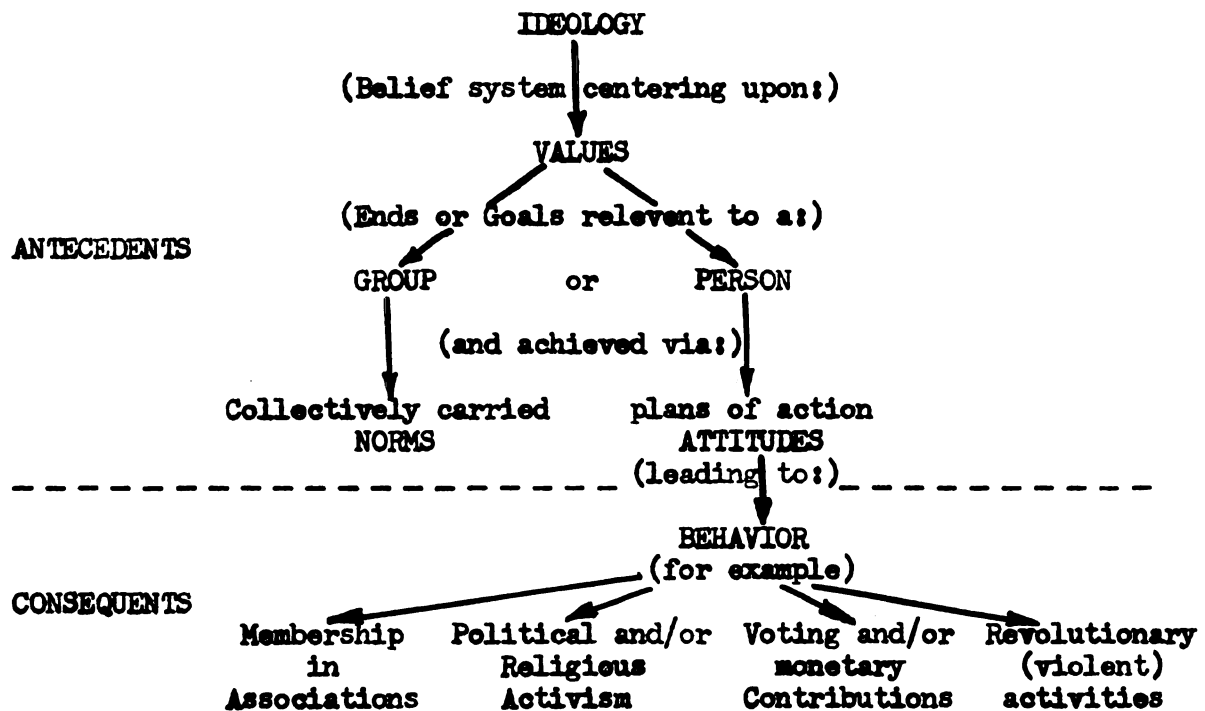 IDEOLOGY
(Belief system centering upon:)
VALUES
(Ends or Goals relevent to a:)
ANTECEDENTS
GROUP or PERSON
(and achieved via:)
Collectively carried plans of action
NORMS ATTITUDES
(leading to:)
BEHAVIOR
(for example)
CONSEQUENTS
Membership Political and/or Voting and/or Revolutionary
in Religious monetary (violent)
Associations Activism Contributions activities